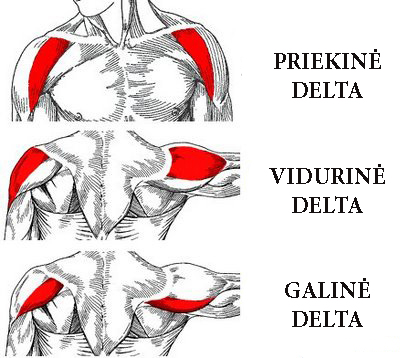 PRIEKINĖ
DELTA
VIDURINĖ
DELTA
GALINĖ
DELTA